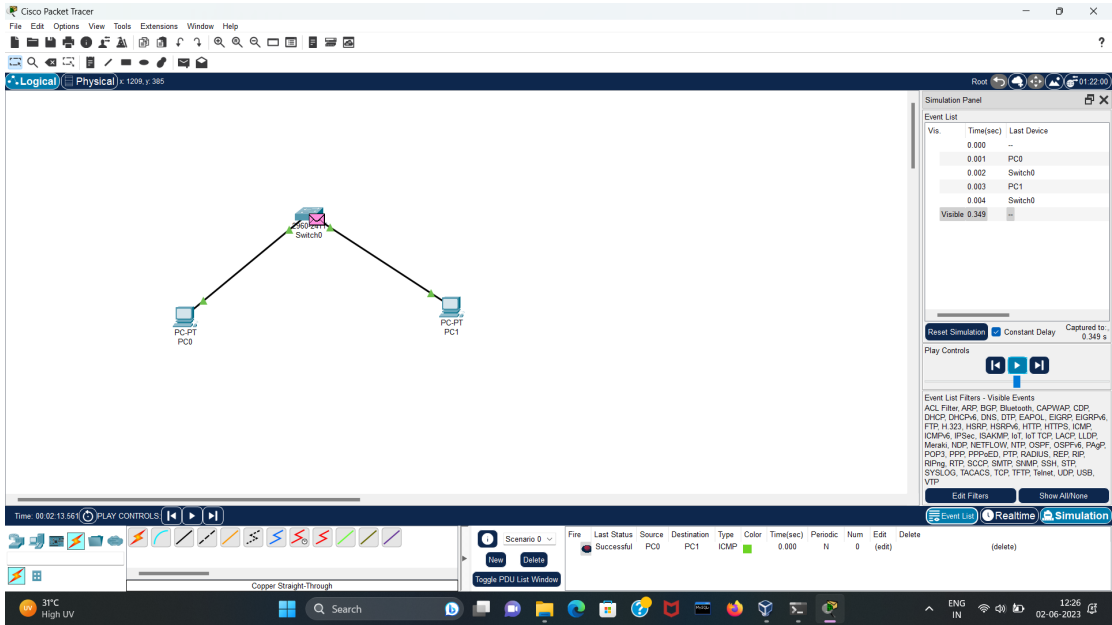 Cisco Packet Tracer
File Edit Options View Tools Extensions Window Help
?
Logical Physical x: 1209, y: 385 Root 01:22:00
Simulation Panel
Event List
Vis. Time(sec) Last Device
0.000 --
0.001 PC0
0.002 Switch0
0.003 PC1
0.004 Switch0
Visible 0.349 --
2960-24TT
Switch0
PC-PT
PC0
PC-PT
PC1
Reset Simulation Constant Delay Captured to:
0.349 s
Play Controls
Event List Filters - Visible Events
ACL Filter, ARP, BGP, Bluetooth, CAPWAP, CDP,
DHCP, DHCPv6, DNS, DTP, EAPOL, EIGRP, EIGRPv6,
FTP, H.323, HSRP, HSRPv6, HTTP, HTTPS, ICMP,
ICMPv6, IPSec, ISAKMP, IoT, IoT TCP, LACP, LLDP,
Meraki, NDP, NETFLOW, NTP, OSPF, OSPFv6, PAgP,
POP3, PPP, PPPoED, PTP, RADIUS, REP, RIP,
RIPng, RTP, SCCP, SMTP, SNMP, SSH, STP,
SYSLOG, TACACS, TCP, TFTP, Telnet, UDP, USB,
VTP
Edit Filters Show All/None
Time: 00:02:13.561 PLAY CONTROLS: Event List Realtime Simulation
Scenario 0
New Delete
Toggle PDU List Window
Fire Last Status Source Destination Type Color Time(sec) Periodic Num Edit Delete
Successful PC0 PC1 ICMP 0.000 N 0 (edit) (delete)
Copper Straight-Through
UV 31°C
High UV
Search
ENG
IN
12:26
02-06-2023